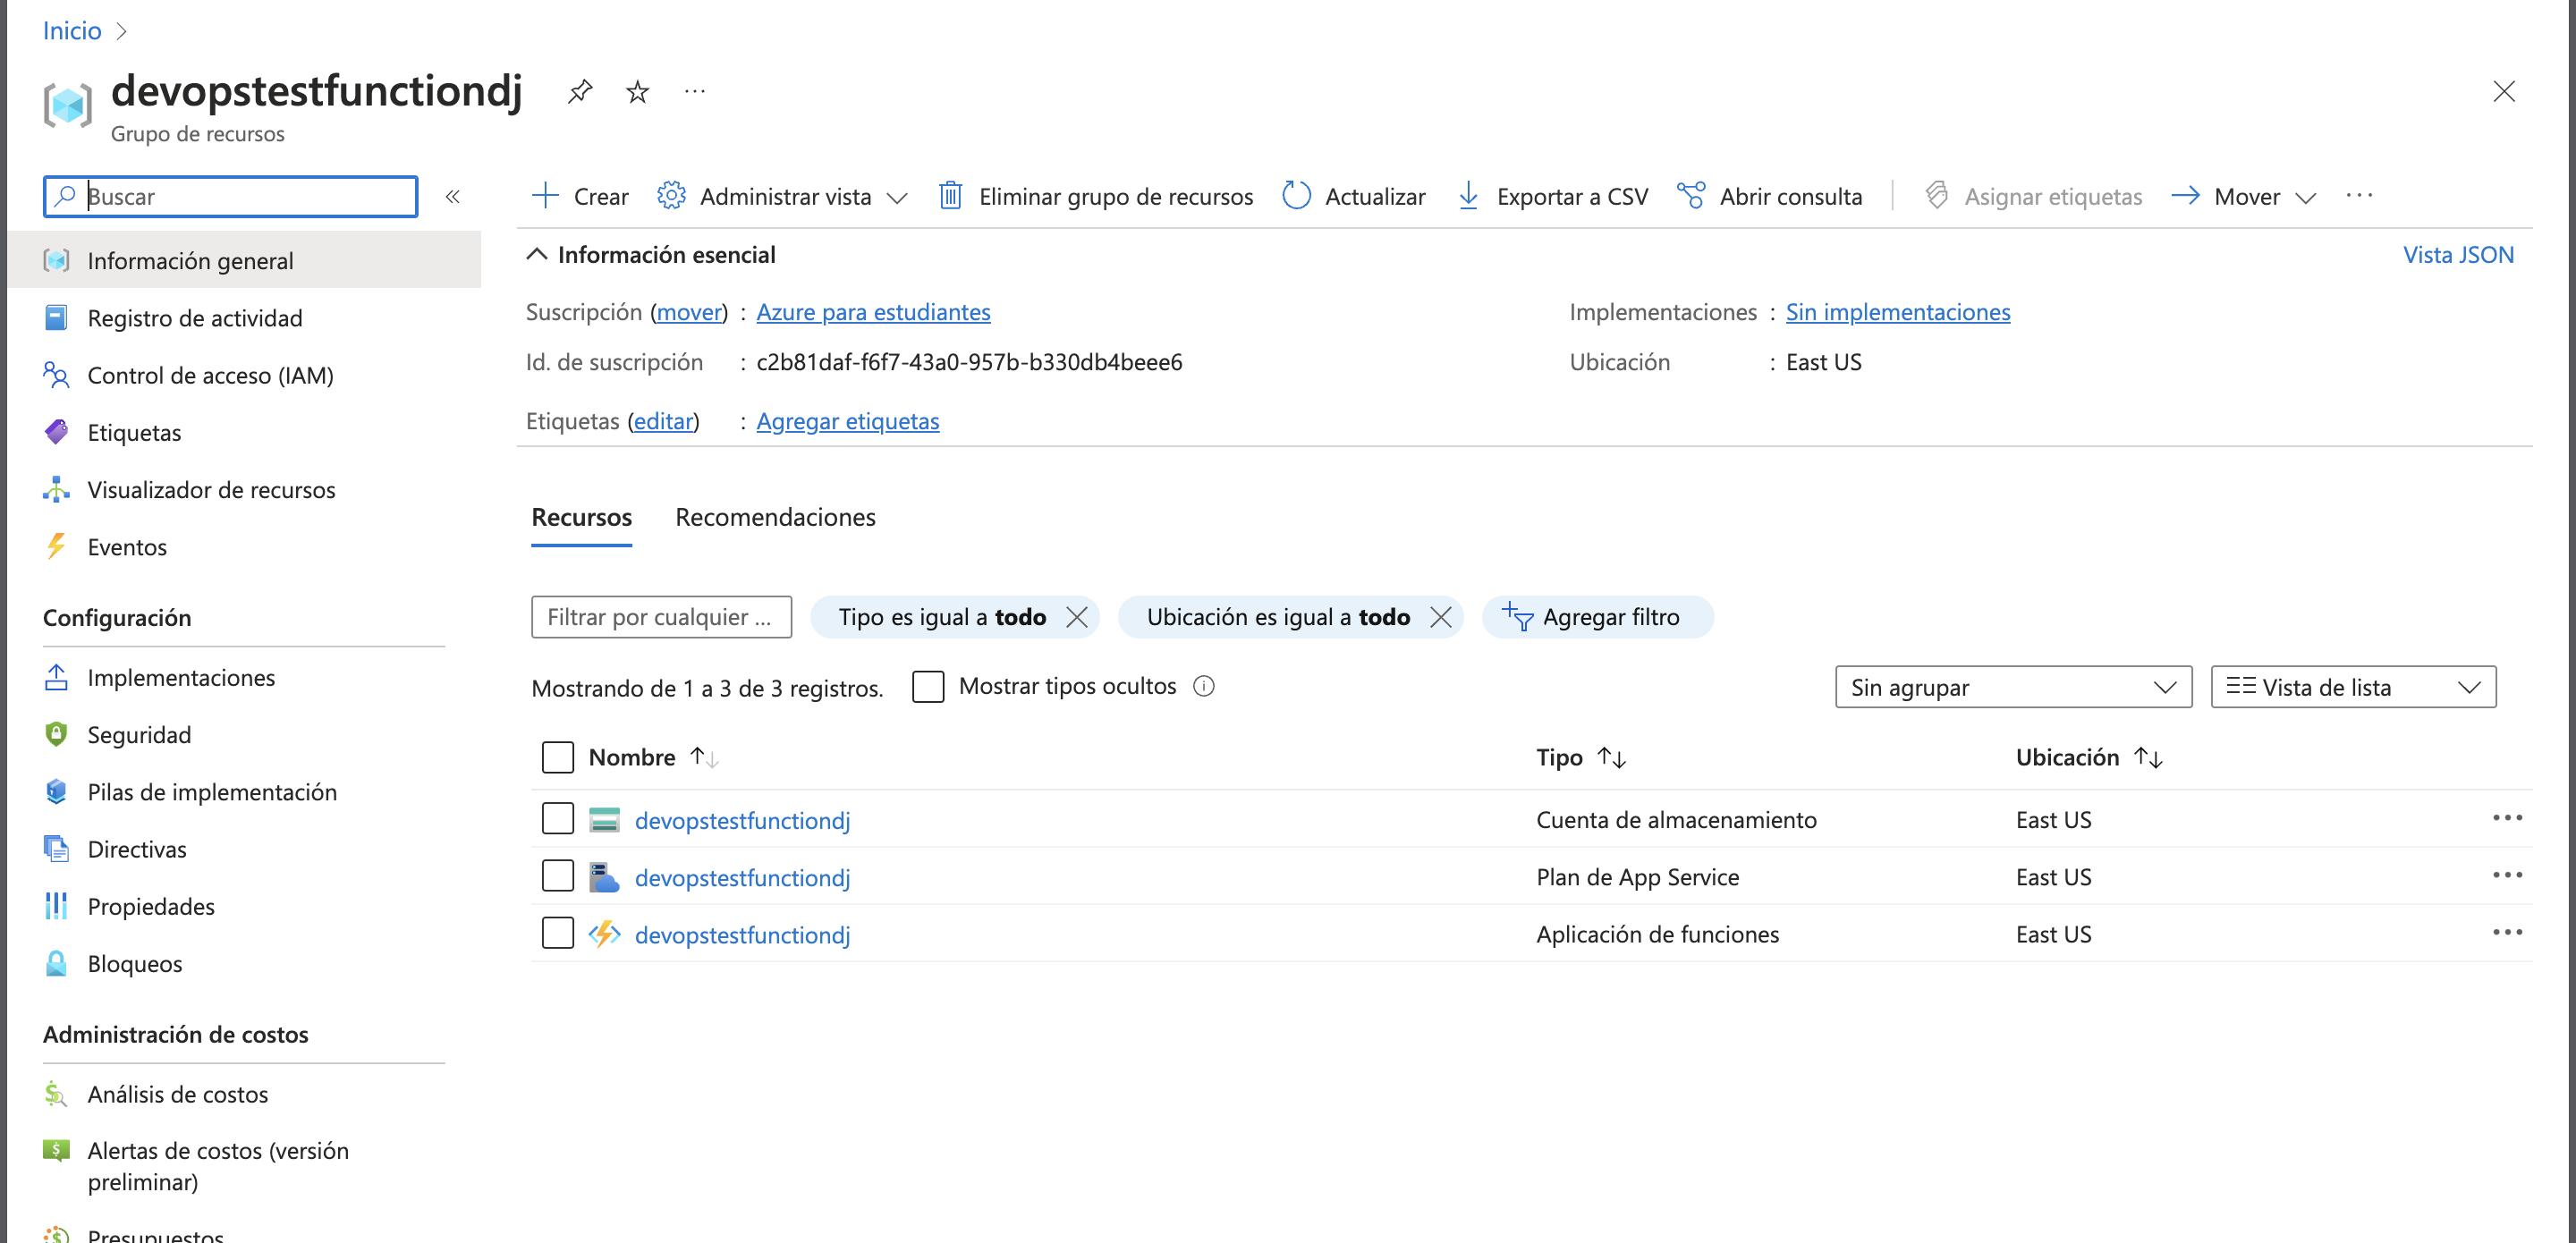 Inicio
devopstestfunctiondj
Grupo de recursos
Buscar
Crear Administrar vista Eliminar grupo de recursos Actualizar Exportar a CSV Abrir consulta Asignar etiquetas Mover
Información general
Registro de actividad
Control de acceso (IAM)
Etiquetas
Visualizador de recursos
Eventos
Configuración
Implementaciones
Seguridad
Pilas de implementación
Directivas
Propiedades
Bloqueos
Administración de costos
Análisis de costos
Alertas de costos (versión
preliminar)
Presupuestos
Información esencial Vista JSON
Suscripción (mover) : Azure para estudiantes Implementaciones : Sin implementaciones
Id. de suscripción : c2b81daf-f6f7-43a0-957b-b330db4beee6 Ubicación : East US
Etiquetas (editar) : Agregar etiquetas
Recursos Recomendaciones
Filtrar por cualquier ... Tipo es igual a todo Ubicación es igual a todo Agregar filtro
Mostrando de 1 a 3 de 3 registros. Mostrar tipos ocultos Sin agrupar Vista de lista
Nombre Tipo Ubicación
devopstestfunctiondj Cuenta de almacenamiento East US
devopstestfunctiondj Plan de App Service East US
devopstestfunctiondj Aplicación de funciones East US